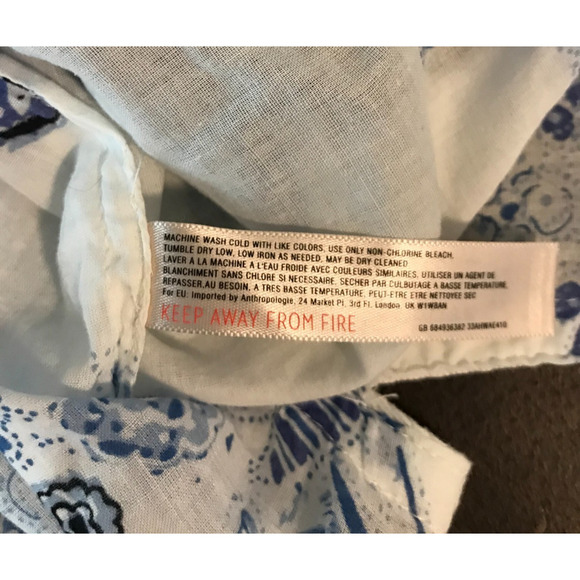 MACHINE WASH COLD WITH LIKE COLORS. USE ONLY NON-CHLORINE BLEACH,
TUMBLE DRY LOW, LOW IRON AS NEEDED. MAY BE DRY CLEANED
LAVER A LA MACHINE A L'EAU FROIDE AVEC COULEURS SIMILAIRES. UTILISER UN AGENT DE
BLANCHIMENT SANS CHLORE SI NECESSAIRE. SECHER PAR CULBUTAGE A BASSE TEMPERATURE,
REPASSER,AU BESOIN, A TRES BASSE TEMPERATURE. PEUT-ETRE ETRE NETTOYEE SEC
For EU: Imported by Anthropologie, 24 Market Pl. 3rd Fl. London UK W1W8AN
KEEP AWAY FROM FIRE
GB 684936362 33AHWAE410